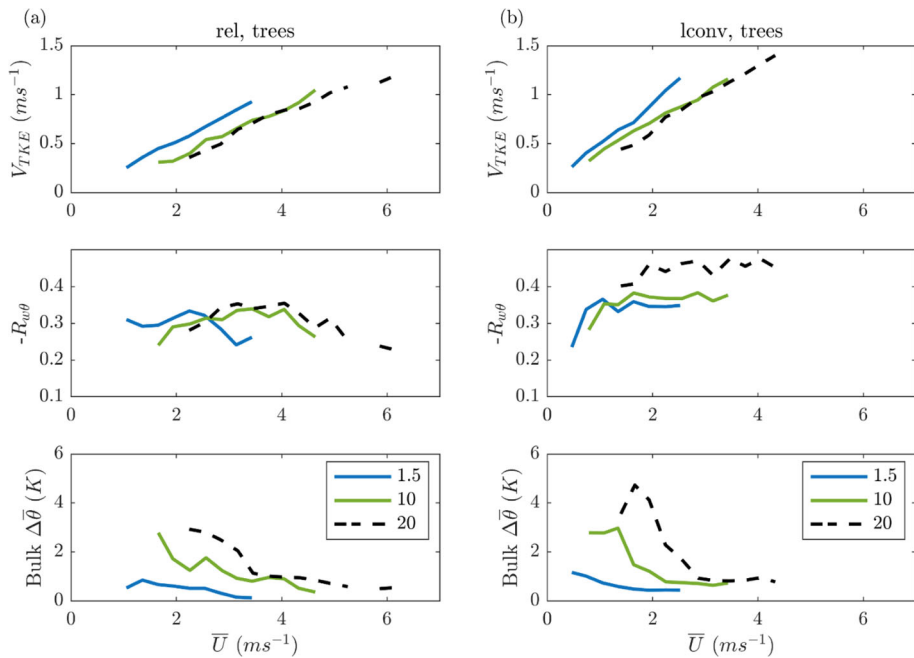 (a)
rel, trees
V_TKE (ms⁻¹)
1.5
1
0.5
0
0 2 4 6
-R_wθ
0.4
0.3
0.2
0.1
0 2 4 6
Bulk Δθ̅ (K)
6
4
2
0
1.5
10
20
0 2 4 6
U̅ (ms⁻¹)
(b)
lconv, trees
V_TKE (ms⁻¹)
1.5
1
0.5
0
0 2 4 6
-R_wθ
0.4
0.3
0.2
0.1
0 2 4 6
Bulk Δθ̅ (K)
6
4
2
0
1.5
10
20
0 2 4 6
U̅ (ms⁻¹)